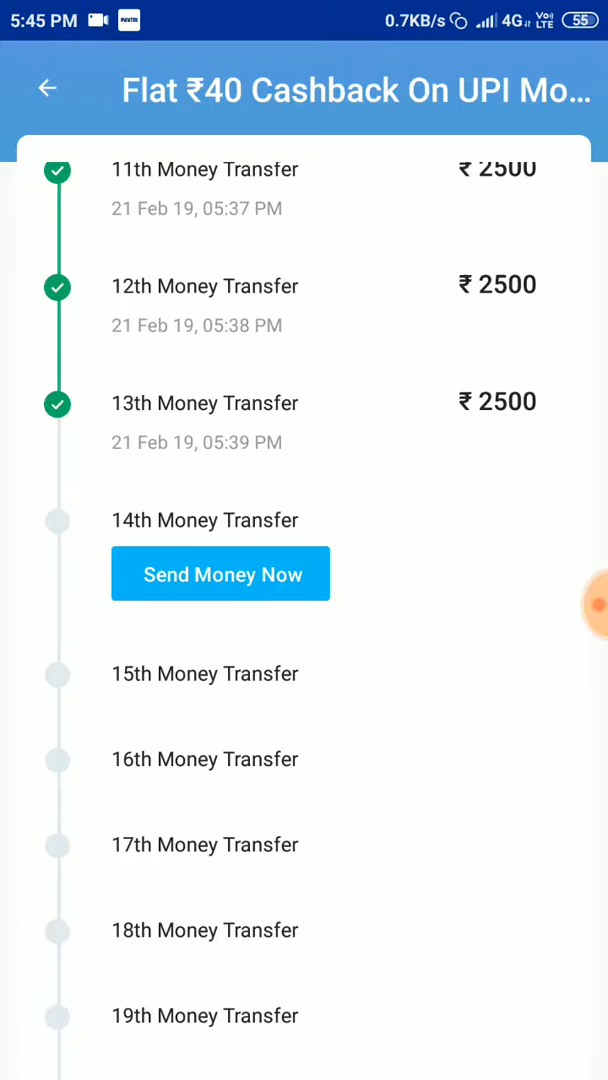 5:45 PM paytm 0.7KB/s 4G Vo) LTE 55
Flat ₹40 Cashback On UPI Mo...
11th Money Transfer ₹ 2500
21 Feb 19, 05:37 PM
12th Money Transfer ₹ 2500
21 Feb 19, 05:38 PM
13th Money Transfer ₹ 2500
21 Feb 19, 05:39 PM
14th Money Transfer
Send Money Now
15th Money Transfer
16th Money Transfer
17th Money Transfer
18th Money Transfer
19th Money Transfer